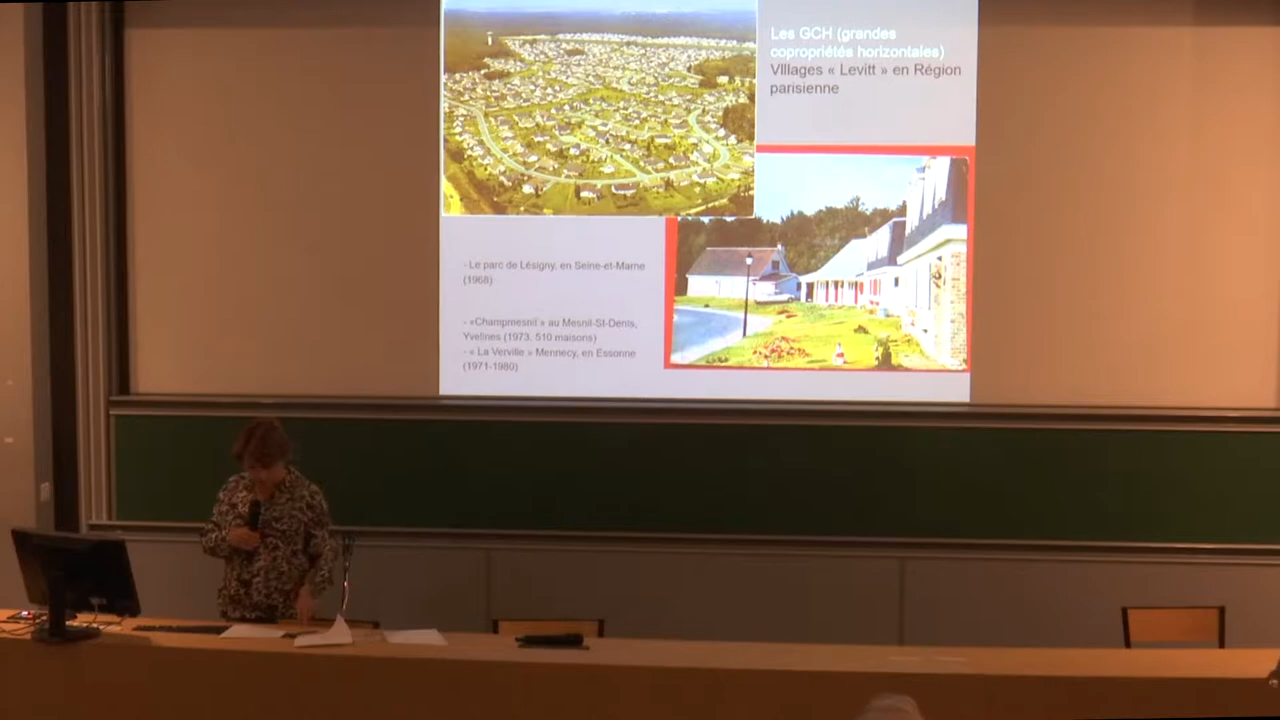 Les GCH (grandes
copropriétés horizontales)
VIllages « Levitt » en Région
parisienne
- Le parc de Lésigny, en Seine-et-Marne
(1968)
- «Champmesnil » au Mesnil-St-Denis,
Yvelines (1973, 510 maisons)
- « La Verville » Mennecy, en Essonne
(1971-1980)